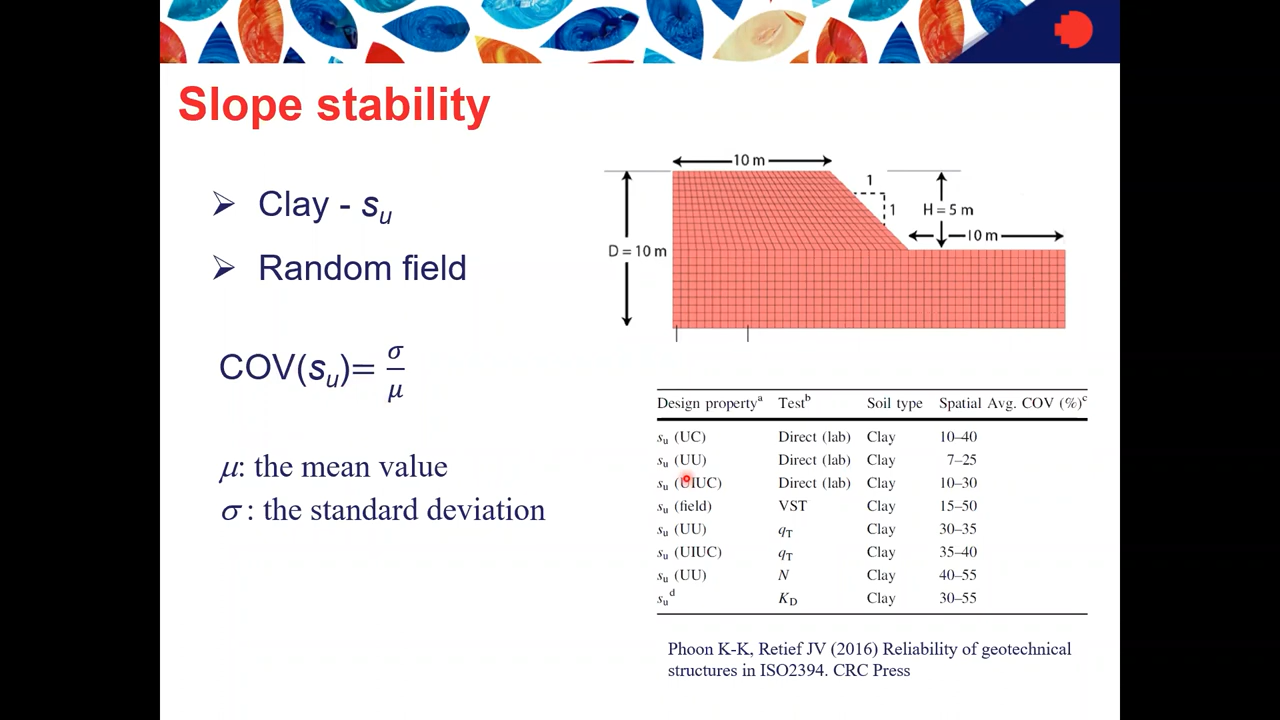 Slope stability
➢ Clay - su
➢ Random field
COV(su)= σ/μ
μ: the mean value
σ : the standard deviation
10 m
1
1
H = 5 m
10 m
D = 10 m
Design propertyᵃ Testᵇ Soil type Spatial Avg. COV (%)ᶜ
su (UC) Direct (lab) Clay 10–40
su (UU) Direct (lab) Clay 7–25
su (UIUC) Direct (lab) Clay 10–30
su (field) VST Clay 15–50
su (UU) qT Clay 30–35
su (UIUC) qT Clay 35–40
su (UU) N Clay 40–55
suᵈ KD Clay 30–55
Phoon K-K, Retief JV (2016) Reliability of geotechnical
structures in ISO2394. CRC Press